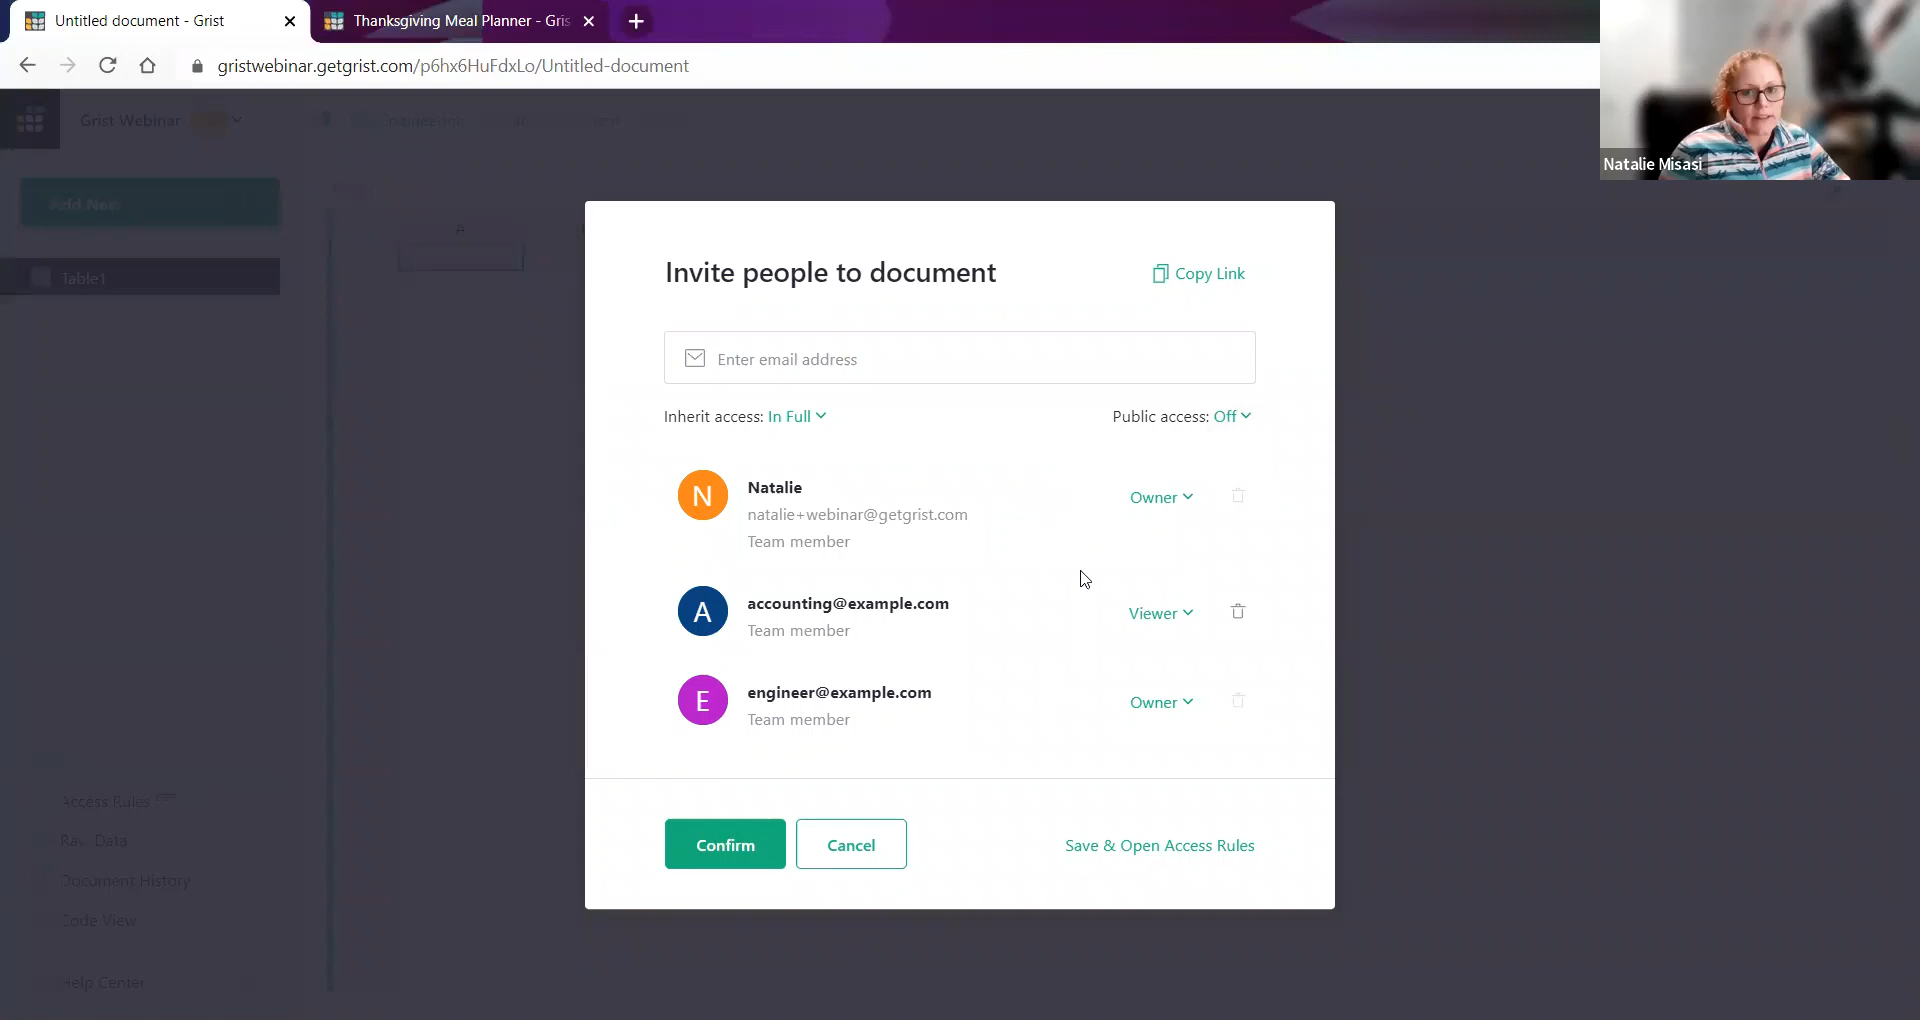 Untitled document - Grist
Thanksgiving Meal Planner - Gris
gristwebinar.getgrist.com/p6hx6HuFdxLo/Untitled-document
Natalie Misasi
Grist Webinar
Engineering
Add New
Table1
A
Invite people to document
Copy Link
Enter email address
Inherit access: In Full
Public access: Off
N
Natalie
natalie+webinar@getgrist.com
Team member
Owner
A
accounting@example.com
Team member
Viewer
E
engineer@example.com
Team member
Owner
Confirm
Cancel
Save & Open Access Rules
Access Rules
Raw Data
Document History
Code View
Help Center